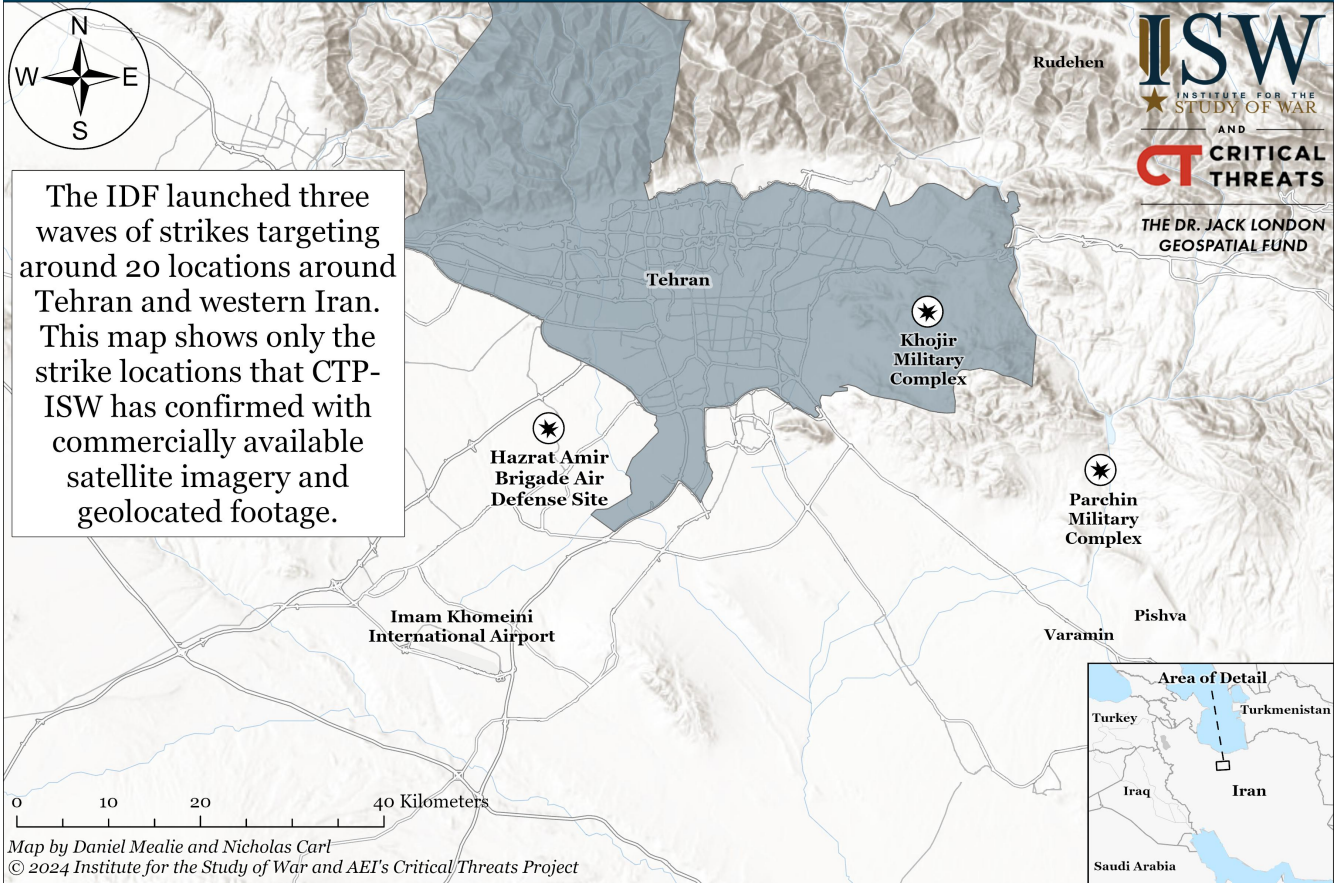 N
W E
S
Rudehen
ISW
INSTITUTE FOR THE
STUDY OF WAR
AND
CT CRITICAL
THREATS
THE DR. JACK LONDON
GEOSPATIAL FUND
The IDF launched three
waves of strikes targeting
around 20 locations around
Tehran and western Iran.
This map shows only the
strike locations that CTP-
ISW has confirmed with
commercially available
satellite imagery and
geolocated footage.
Tehran
Khojir
Military
Complex
Hazrat Amir
Brigade Air
Defense Site
Parchin
Military
Complex
Imam Khomeini
International Airport
Pishva
Varamin
Area of Detail
Turkey
Turkmenistan
Iraq
Iran
Saudi Arabia
0 10 20 40 Kilometers
Map by Daniel Mealie and Nicholas Carl
© 2024 Institute for the Study of War and AEI's Critical Threats Project